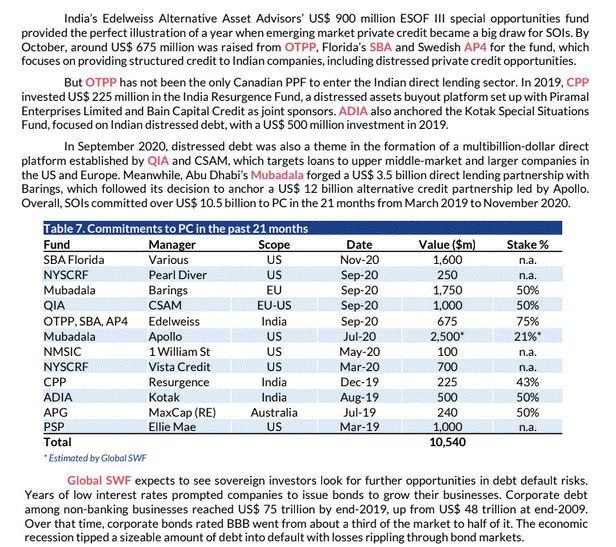 India's Edelweiss Alternative Asset Advisors' US$ 900 million ESOF III special opportunities fund
provided the perfect illustration of a year when emerging market private credit became a big draw for SOIs. By
October, around US$ 675 million was raised from OTPP, Florida's SBA and Swedish AP4 for the fund, which
focuses on providing structured credit to Indian companies, including distressed private credit opportunities.
But OTPP has not been the only Canadian PPF to enter the Indian direct lending sector. In 2019, CPP
invested US$ 225 million in the India Resurgence Fund, a distressed assets buyout platform set up with Piramal
Enterprises Limited and Bain Capital Credit as joint sponsors. ADIA also anchored the Kotak Special Situations
Fund, focused on Indian distressed debt, with a US$ 500 million investment in 2019.
In September 2020, distressed debt was also a theme in the formation of a multibillion-dollar direct
platform established by QIA and CSAM, which targets loans to upper middle-market and larger companies in
the US and Europe. Meanwhile, Abu Dhabi's Mubadala forged a US$ 3.5 billion direct lending partnership with
Barings, which followed its decision to anchor a US$ 12 billion alternative credit partnership led by Apollo.
Overall, SOIs committed over US$ 10.5 billion to PC in the 21 months from March 2019 to November 2020.
Table 7. Commitments to PC in the past 21 months
Fund Manager Scope Date Value ($m) Stake %
SBA Florida Various US Nov-20 1,600 n.a.
NYSCRF Pearl Diver US Sep-20 250 n.a.
Mubadala Barings EU Sep-20 1,750 50%
QIA CSAM EU-US Sep-20 1,000 50%
OTPP, SBA, AP4 Edelweiss India Sep-20 675 75%
Mubadala Apollo US Jul-20 2,500* 21%*
NMSIC 1 William St US May-20 100 n.a.
NYSCRF Vista Credit US Mar-20 700 n.a.
CPP Resurgence India Dec-19 225 43%
ADIA Kotak India Aug-19 500 50%
APG MaxCap (RE) Australia Jul-19 240 50%
PSP Ellie Mae US Mar-19 1,000 n.a.
Total 10,540
* Estimated by Global SWF
Global SWF expects to see sovereign investors look for further opportunities in debt default risks.
Years of low interest rates prompted companies to issue bonds to grow their businesses. Corporate debt
among non-banking businesses reached US$ 75 trillion by end-2019, up from US$ 48 trillion at end-2009.
Over that time, corporate bonds rated BBB went from about a third of the market to half of it. The economic
recession tipped a sizeable amount of debt into default with losses rippling through bond markets.